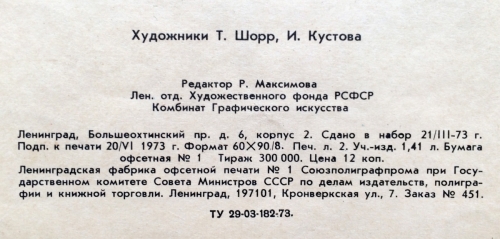 Художники Т. Шорр, И. Кустова
Редактор Р. Максимова
Лен. отд. Художественного фонда РСФСР
Комбинат Графического искусства
Ленинград, Большеохтинский пр. д. 6, корпус 2. Сдано в набор 21/III-73 г.
Подп. к печати 20/VI 1973 г. Формат 60×90/8. Печ. л. 2. Уч.-изд. 1,41 л. Бумага
офсетная № 1 Тираж 300 000. Цена 12 коп.
Ленинградская фабрика офсетной печати № 1 Союзполиграфпрома при Го-
сударственном комитете Совета Министров СССР по делам издательств, полигра-
фии и книжной торговли. Ленинград, 197101, Кронверкская ул., 7. Заказ № 451.
ТУ 29-03-182-73.